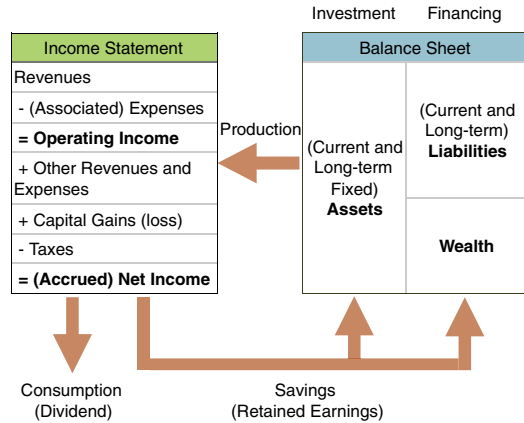 Investment
Financing
Income Statement
Revenues
- (Associated) Expenses
= Operating Income
+ Other Revenues and
Expenses
+ Capital Gains (loss)
- Taxes
= (Accrued) Net Income
Production
Balance Sheet
(Current and
Long-term
Fixed)
Assets
(Current and
Long-term)
Liabilities
Wealth
Consumption
(Dividend)
Savings
(Retained Earnings)